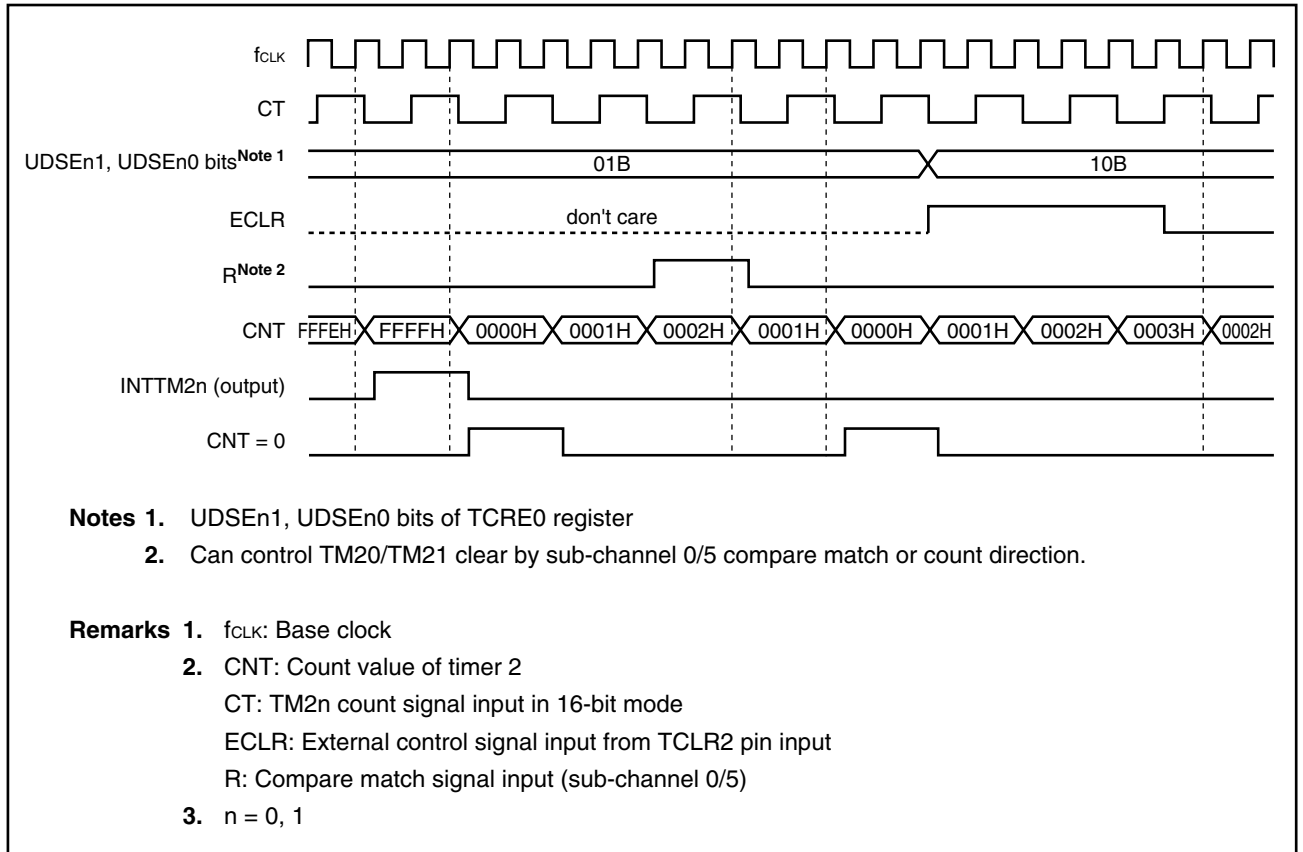 fCLK
CT
UDSEn1, UDSEn0 bits Note 1 01B 10B
ECLR don't care
R Note 2
CNT FFFEH FFFFH 0000H 0001H 0002H 0001H 0000H 0001H 0002H 0003H 0002H
INTTM2n (output)
CNT = 0
Notes 1. UDSEn1, UDSEn0 bits of TCRE0 register
2. Can control TM20/TM21 clear by sub-channel 0/5 compare match or count direction.
Remarks 1. fCLK: Base clock
2. CNT: Count value of timer 2
CT: TM2n count signal input in 16-bit mode
ECLR: External control signal input from TCLR2 pin input
R: Compare match signal input (sub-channel 0/5)
3. n = 0, 1